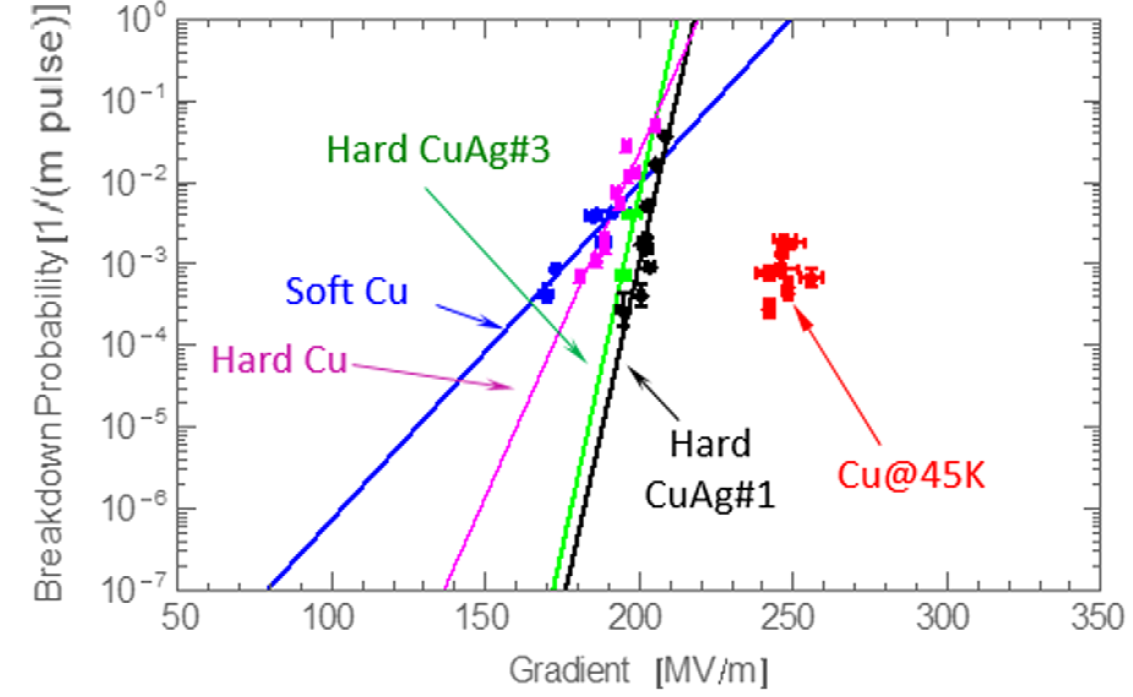 Breakdown Probability [1/(m pulse)]
10⁰
10⁻¹
10⁻²
10⁻³
10⁻⁴
10⁻⁵
10⁻⁶
10⁻⁷
Hard CuAg#3
Soft Cu
Hard Cu
Hard
CuAg#1
Cu@45K
50 100 150 200 250 300 350
Gradient [MV/m]